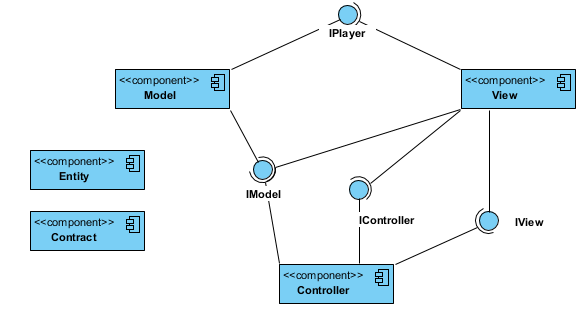 IPlayer
<<component>>
Model
<<component>>
View
<<component>>
Entity
IModel
<<component>>
Contract
IController
IView
<<component>>
Controller